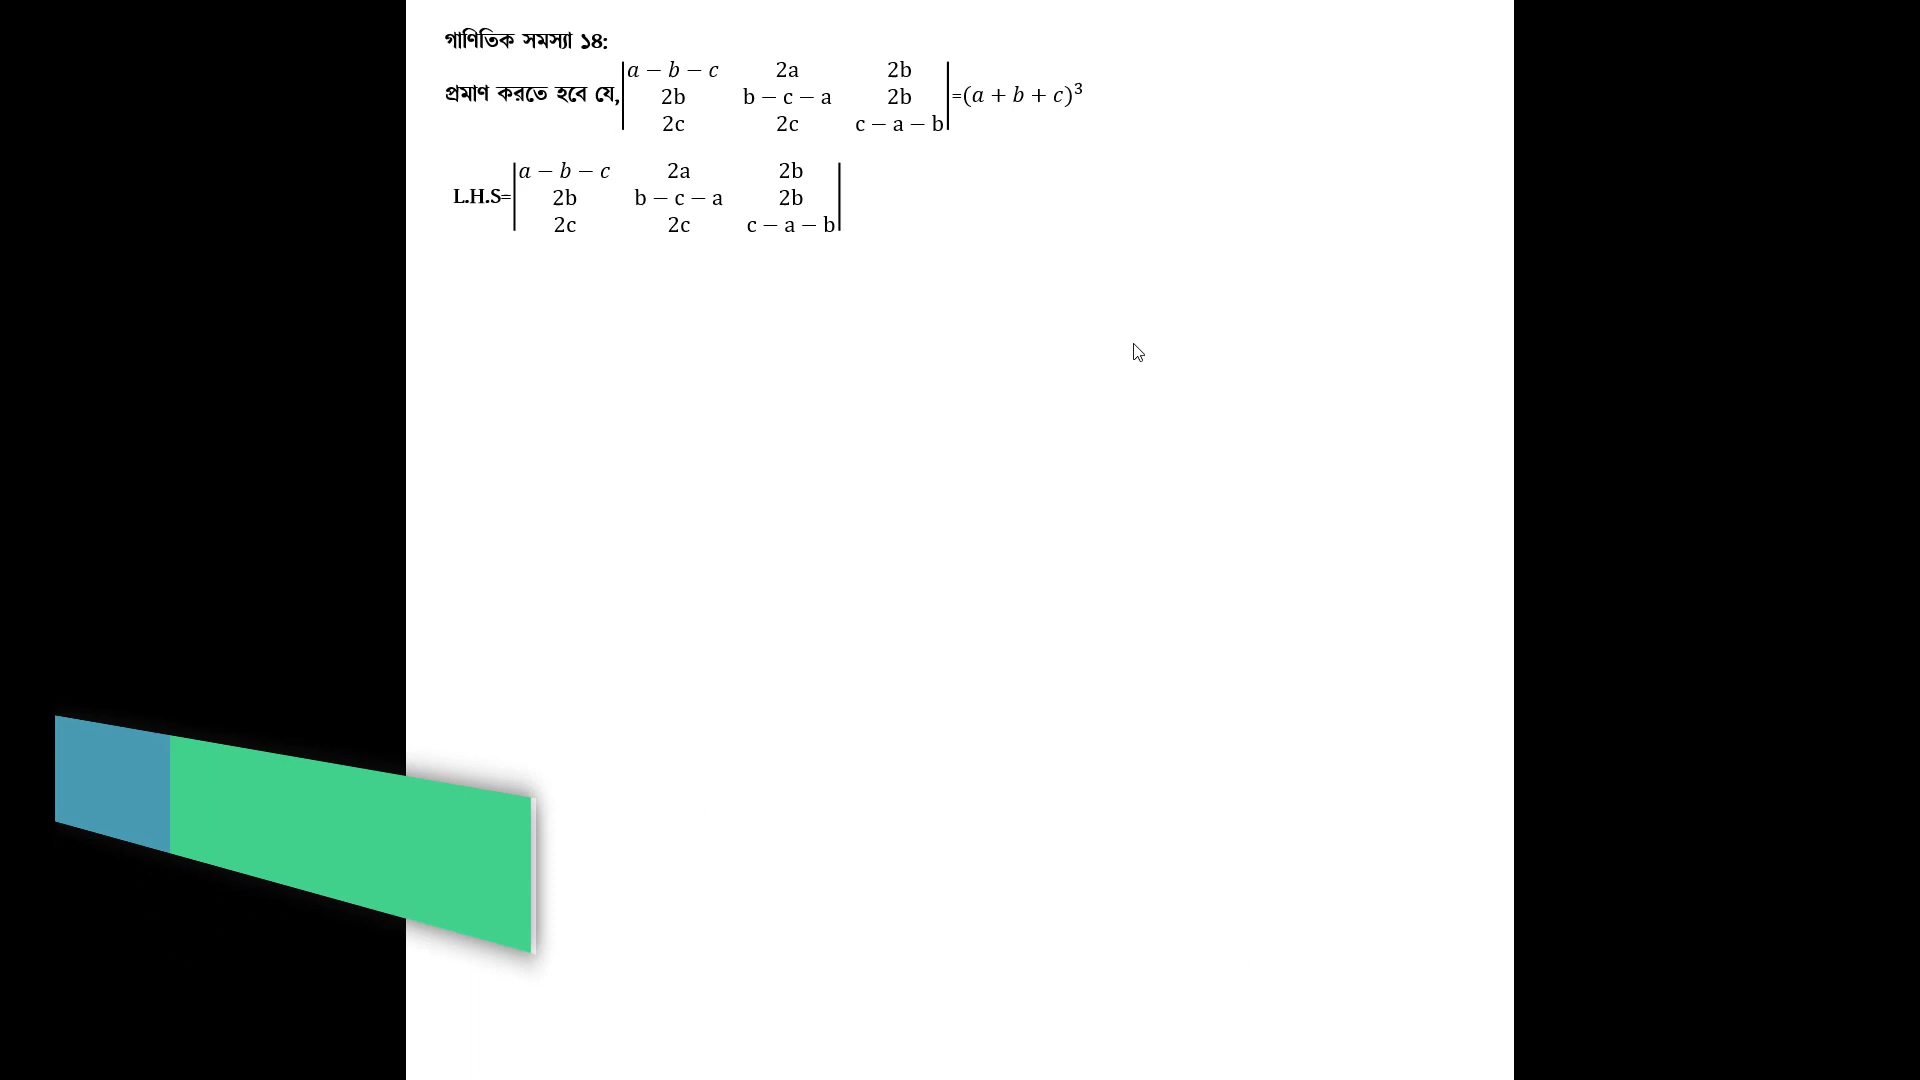 গাণিতিক সমস্যা ১৪:
প্রমাণ করতে হবে যে, |a − b − c 2a 2b| =(a + b + c)³
|2b b − c − a 2b|
|2c 2c c − a − b|
L.H.S= |a − b − c 2a 2b|
|2b b − c − a 2b|
|2c 2c c − a − b|